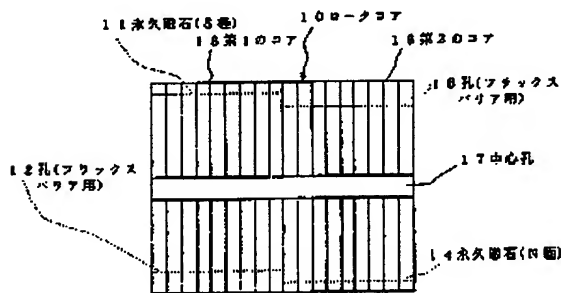 11永久磁石(S極)
15第1のコア
10ロータコア
16第2のコア
13孔(フラックス
バリア用)
17中心孔
12孔(フラックス
バリア用)
14永久磁石(N極)